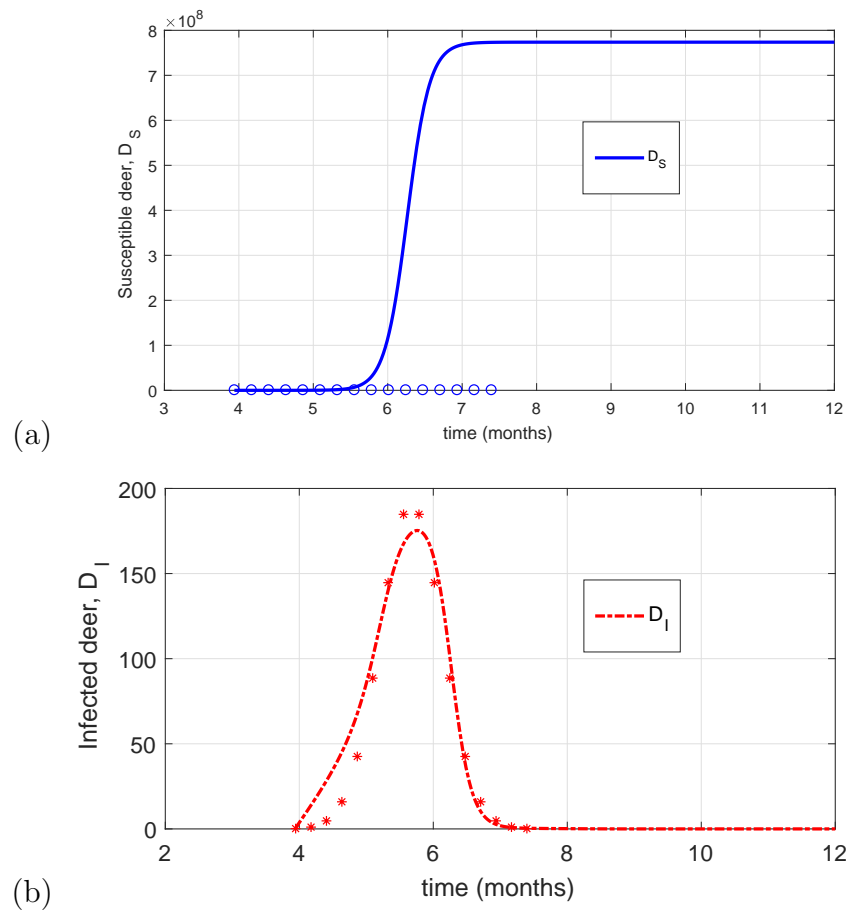 ×10⁸
8
7
6
5
4
3
2
1
0
Susceptible deer, D_S
D_S
3 4 5 6 7 8 9 10 11 12
time (months)
(a)
200
150
100
50
0
Infected deer, D_I
D_I
2 4 6 8 10 12
time (months)
(b)